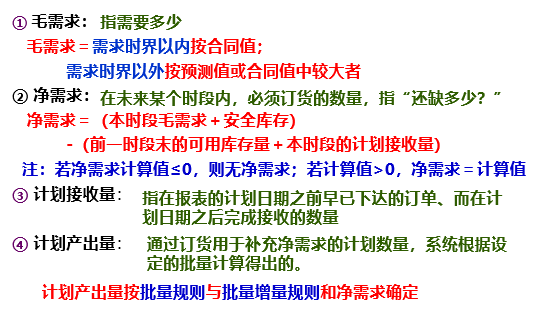 ① 毛需求：指需要多少
毛需求＝需求时界以内按合同值；
需求时界以外按预测值或合同值中较大者
② 净需求：在未来某个时段内，必须订货的数量，指“还缺多少？”
净需求＝（本时段毛需求＋安全库存）
-（前一时段末的可用库存量＋本时段的计划接收量）
注：若净需求计算值≤0，则无净需求；若计算值>0，净需求＝计算值
③ 计划接收量：指在报表的计划日期之前早已下达的订单、而在计
划日期之后完成接收的数量
④ 计划产出量：通过订货用于补充净需求的计划数量，系统根据设
定的批量计算得出的。
计划产出量按批量规则与批量增量规则和净需求确定